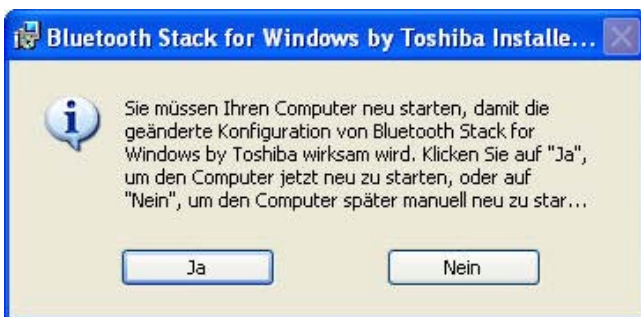 Bluetooth Stack for Windows by Toshiba Installe...
Sie müssen Ihren Computer neu starten, damit die
geänderte Konfiguration von Bluetooth Stack for
Windows by Toshiba wirksam wird. Klicken Sie auf "Ja",
um den Computer jetzt neu zu starten, oder auf
"Nein", um den Computer später manuell neu zu star...
Ja
Nein